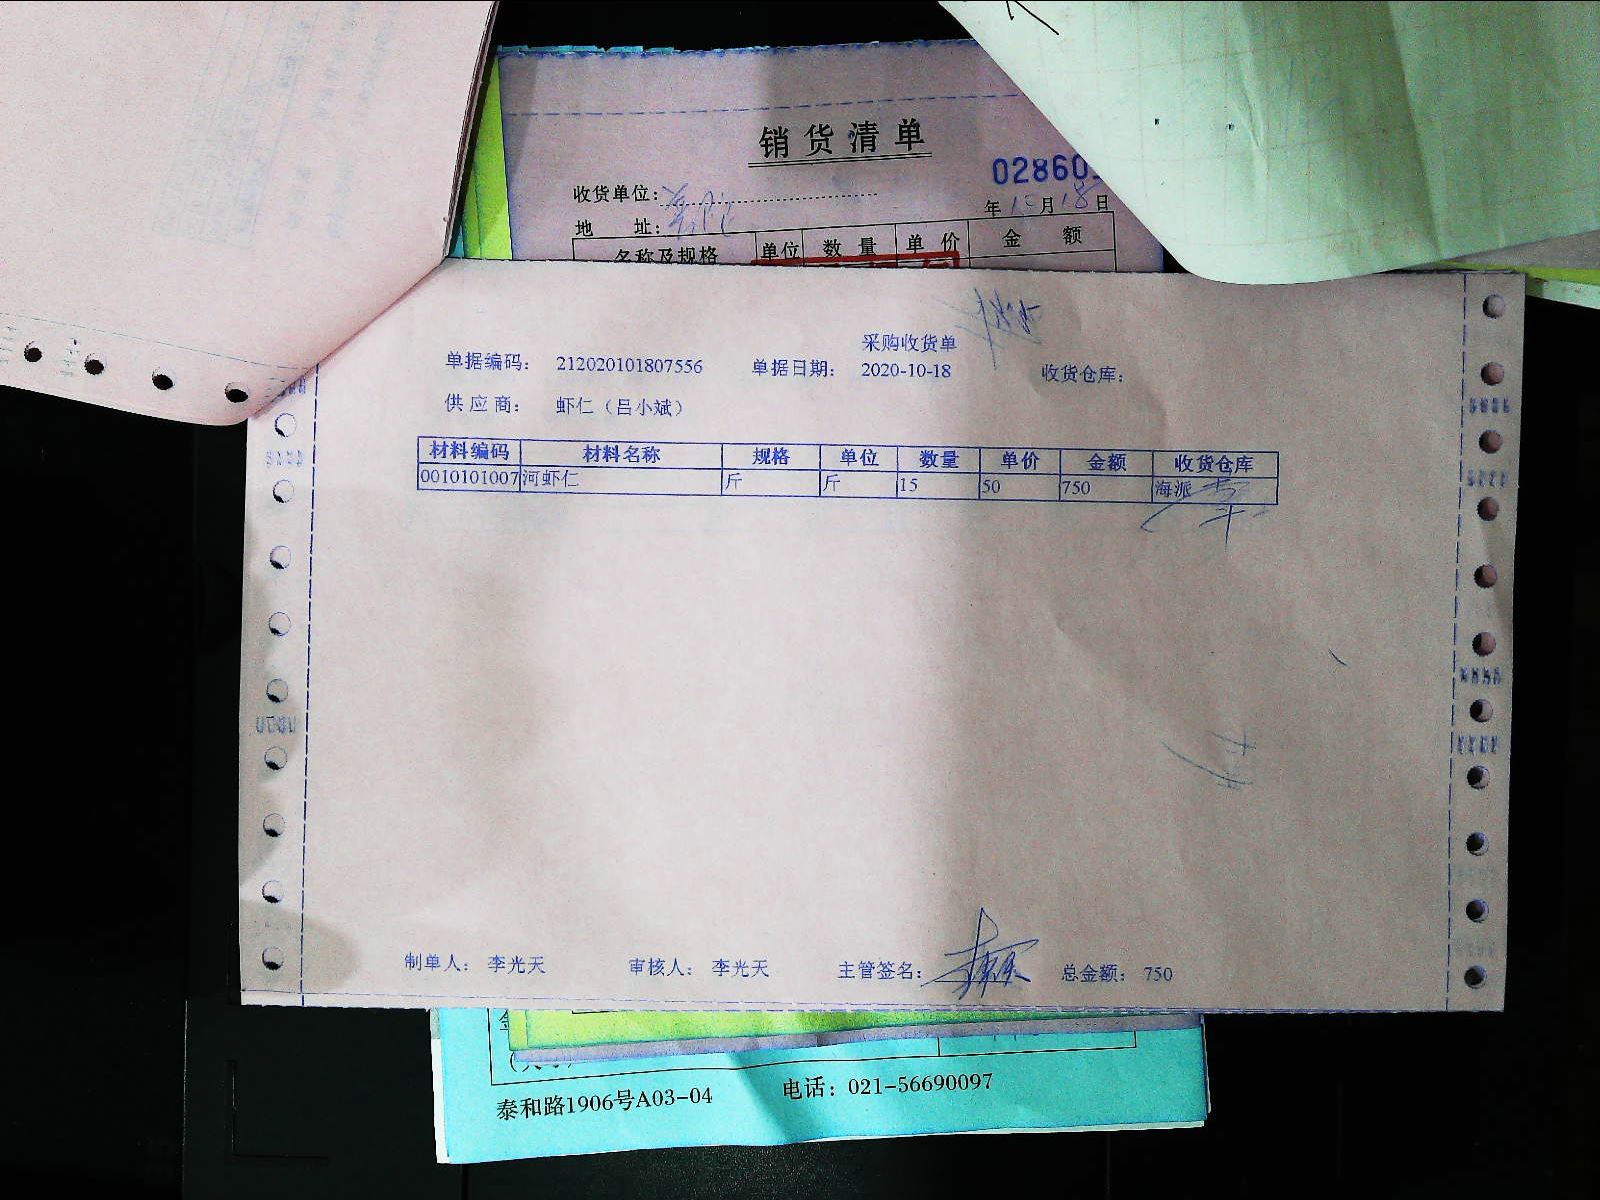 销货清单
02860
收货单位:
年10月18日
地 址:
名称及规格 单位 数量 单价 金额
采购收货单
单据编码: 212020101807556 单据日期: 2020-10-18 收货仓库:
供应商: 虾仁（吕小斌）
材料编码 材料名称 规格 单位 数量 单价 金额 收货仓库
0010101007 河虾仁 斤 斤 15 50 750 海派
制单人: 李光天 审核人: 李光天 主管签名: 总金额: 750
泰和路1906号A03-04 电话: 021-56690097